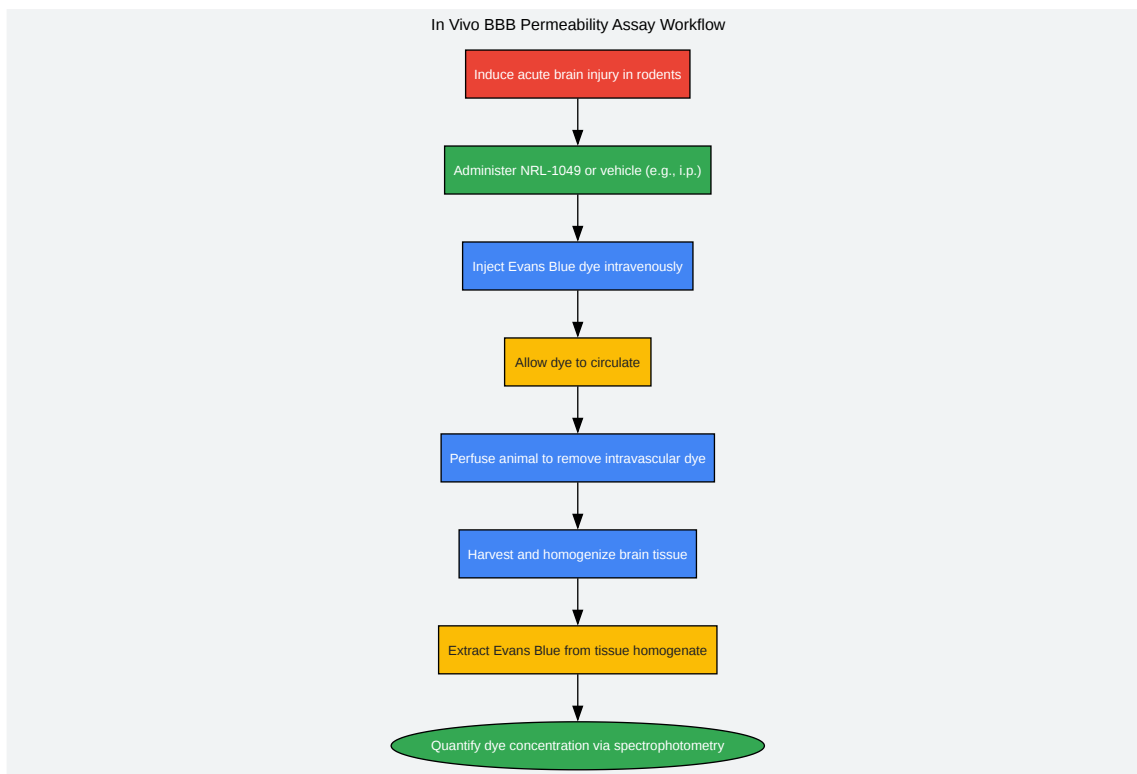 In Vivo BBB Permeability Assay Workflow
Induce acute brain injury in rodents
Administer NRL-1049 or vehicle (e.g., i.p.)
Inject Evans Blue dye intravenously
Allow dye to circulate
Perfuse animal to remove intravascular dye
Harvest and homogenize brain tissue
Extract Evans Blue from tissue homogenate
Quantify dye concentration via spectrophotometry